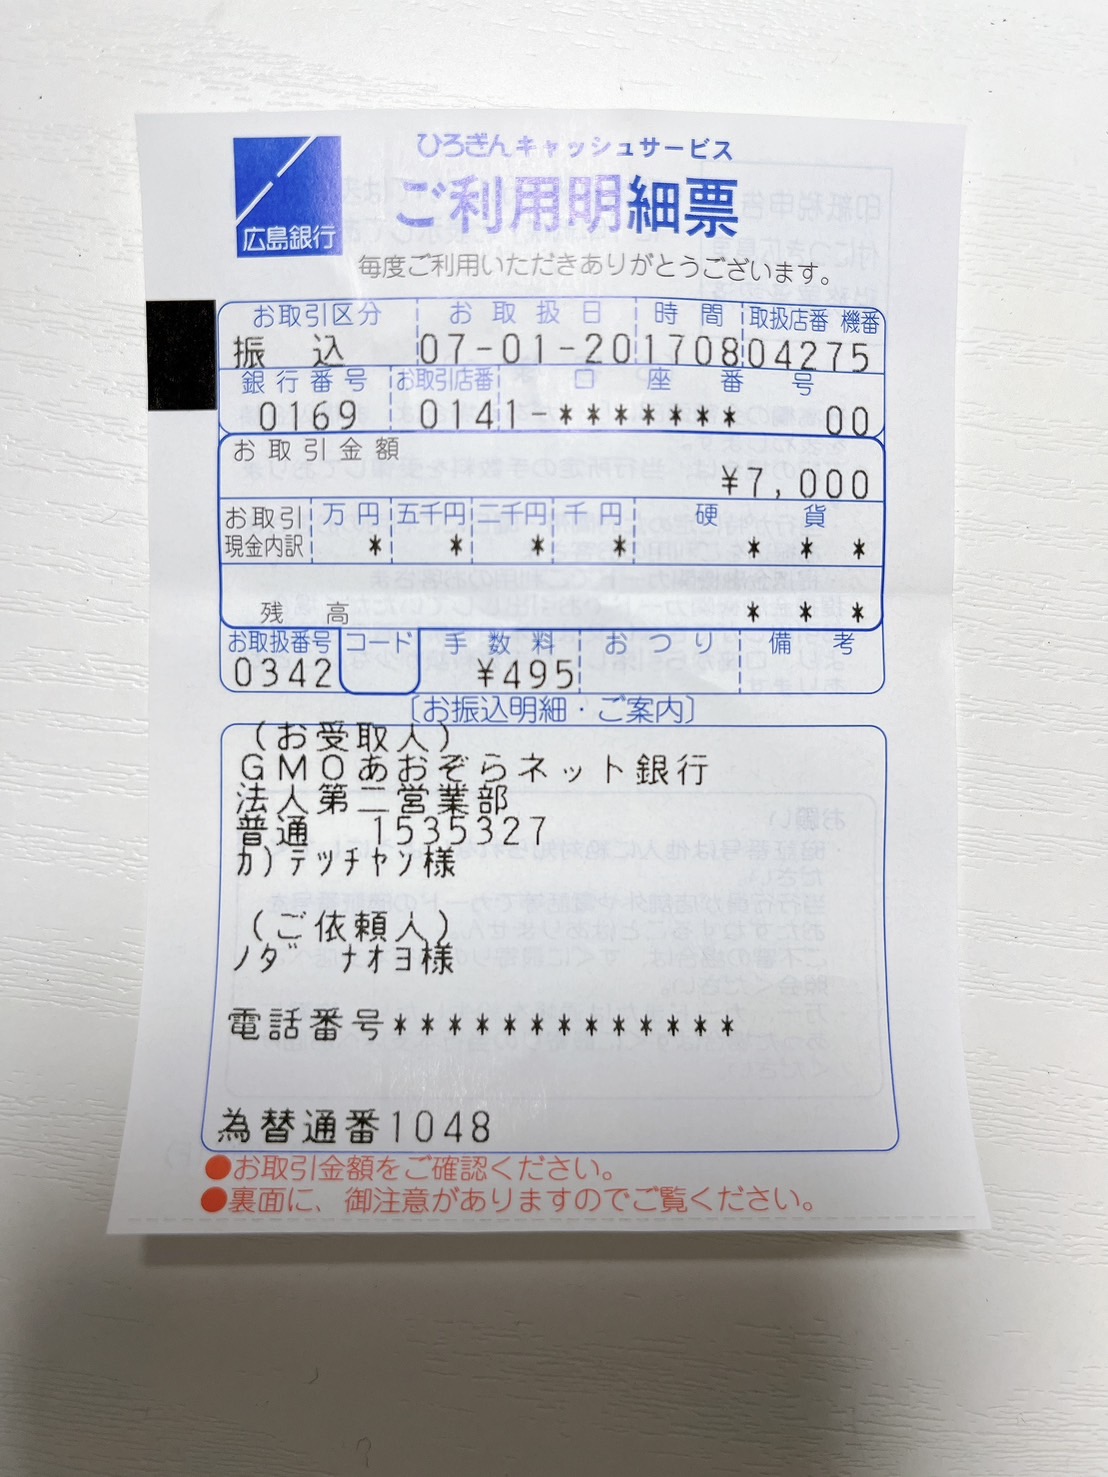 広島銀行
ひろぎんキャッシュサービス
ご利用明細票
毎度ご利用いただきありがとうございます。
お取引区分 お取扱日 時間 取扱店番 機番
振 込 07-01-20 1708 04275
銀行番号 お取引店番 口座番号
0169 0141-******* 00
お取引金額
¥7,000
お取引現金内訳 万円 五千円 二千円 千円 硬貨
* * * * * * *
残 高 * * *
お取扱番号 コード 手数料 おつり 備考
0342 ¥495
〔お振込明細・ご案内〕
(お受取人)
GMOあおぞらネット銀行
法人第二営業部
普通 1535327
カ)テッチャン様
(ご依頼人)
ノダ ナオヨ様
電話番号*************
為替通番1048
●お取引金額をご確認ください。
●裏面に、御注意がありますのでご覧ください。